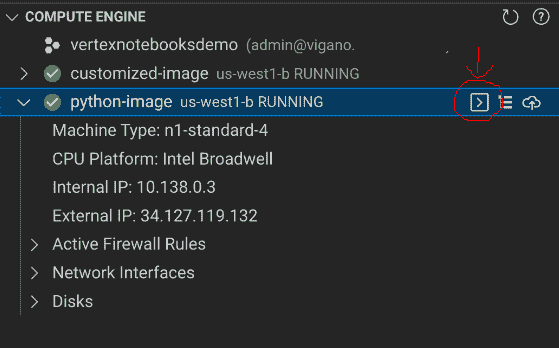 COMPUTE ENGINE
vertexnotebooksdemo (admin@vigano.
customized-image us-west1-b RUNNING
python-image us-west1-b RUNNING
Machine Type: n1-standard-4
CPU Platform: Intel Broadwell
Internal IP: 10.138.0.3
External IP: 34.127.119.132
Active Firewall Rules
Network Interfaces
Disks